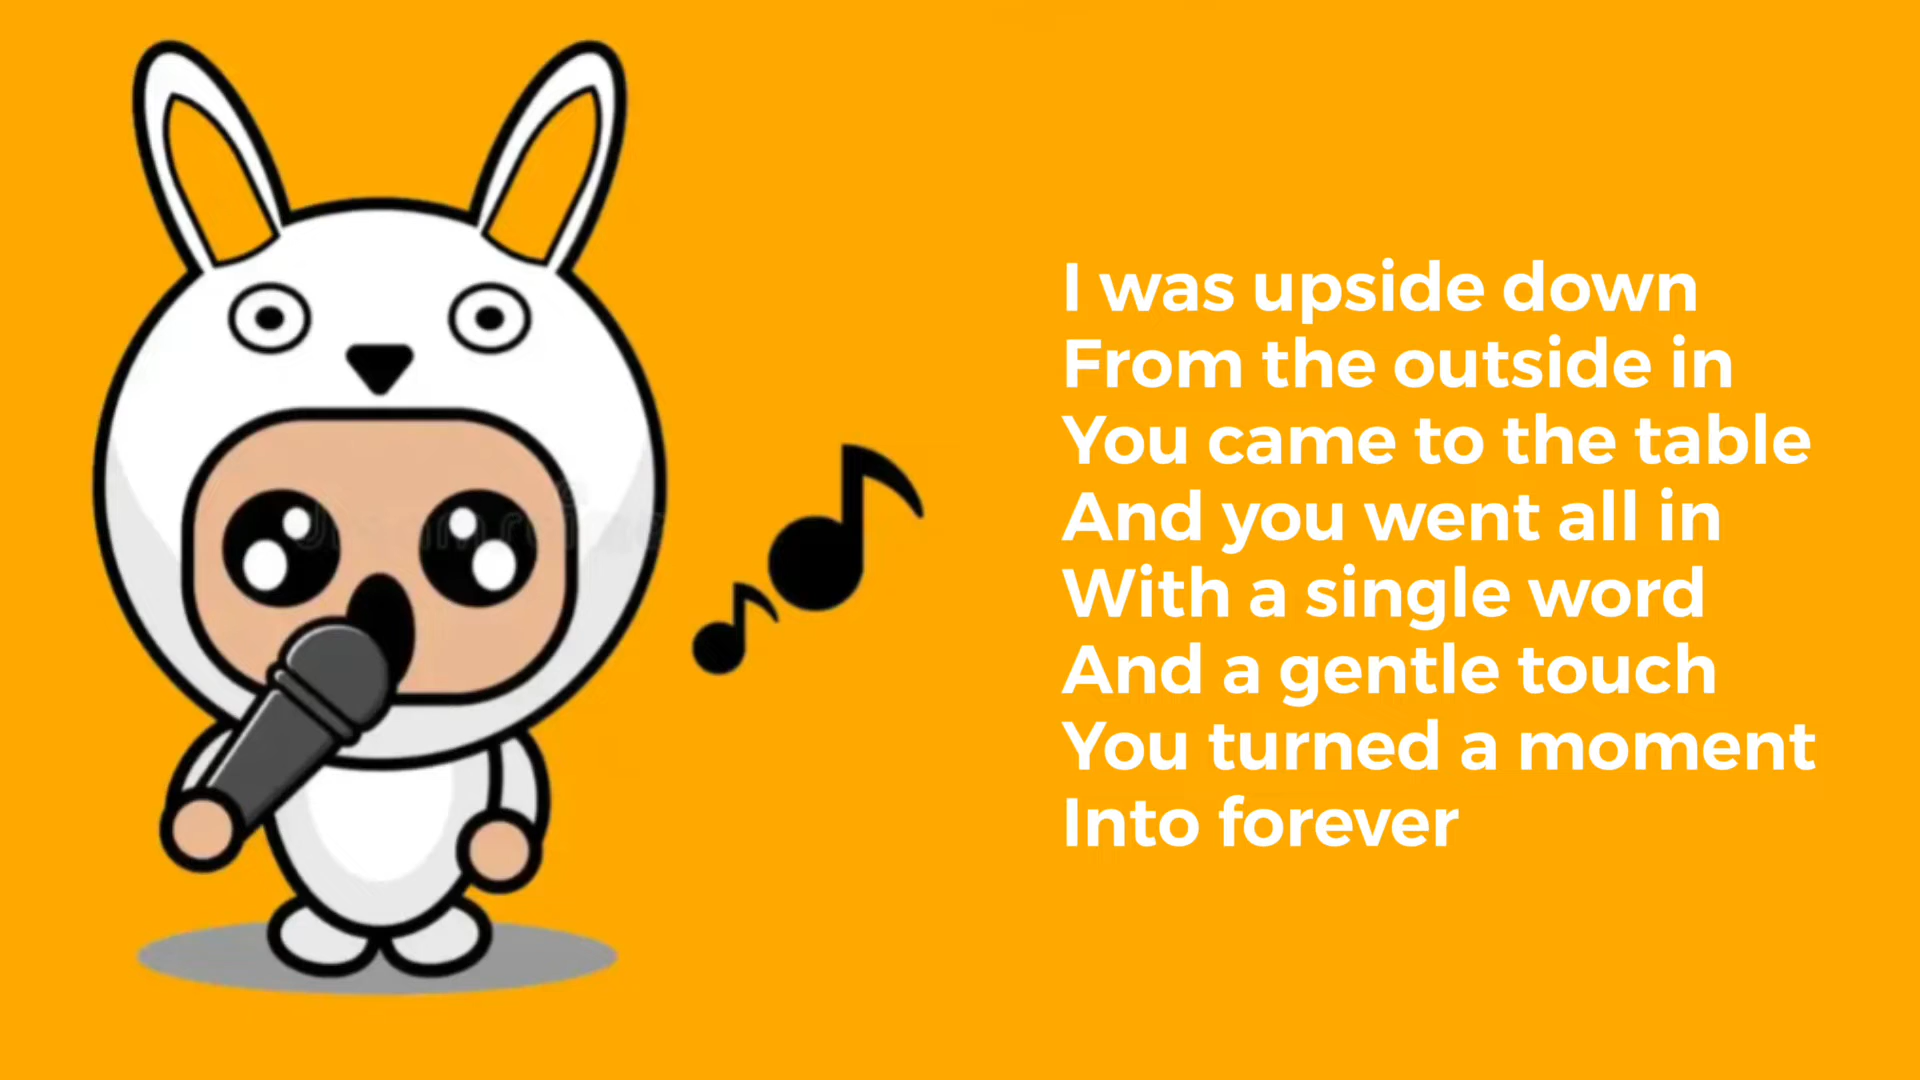 I was upside down
From the outside in
You came to the table
And you went all in
With a single word
And a gentle touch
You turned a moment
Into forever